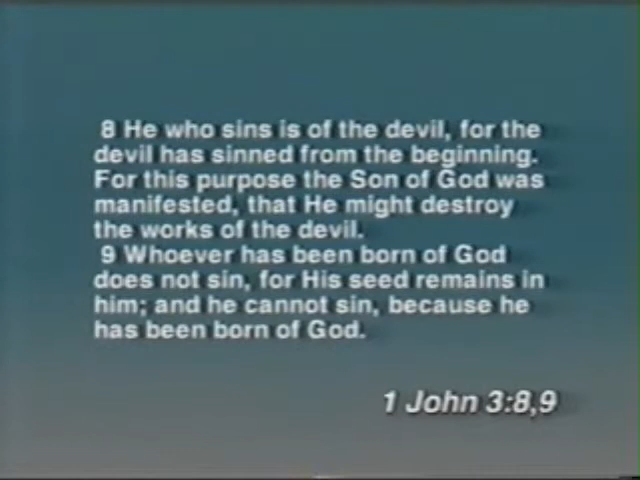 8 He who sins is of the devil, for the
devil has sinned from the beginning.
For this purpose the Son of God was
manifested, that He might destroy
the works of the devil.
9 Whoever has been born of God
does not sin, for His seed remains in
him; and he cannot sin, because he
has been born of God.
1 John 3:8,9